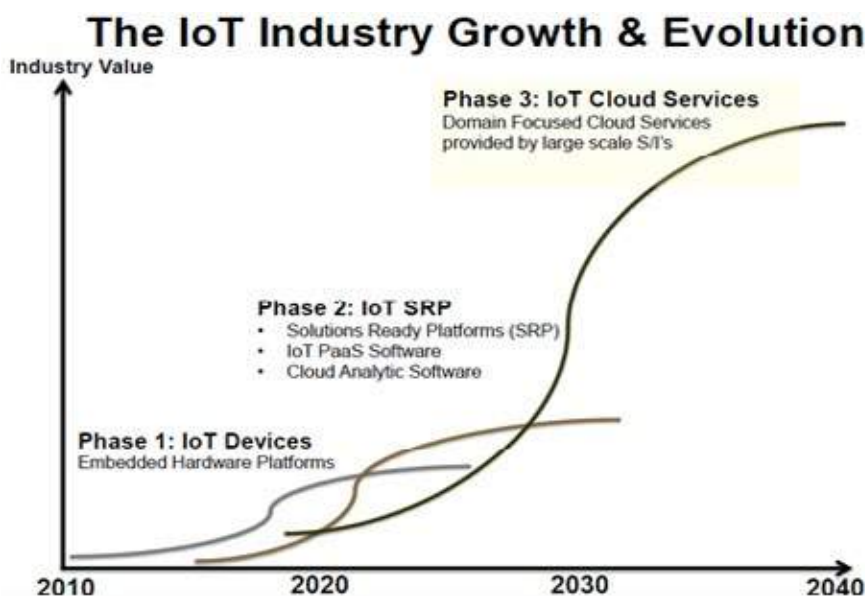 The IoT Industry Growth & Evolution
Industry Value
Phase 3: IoT Cloud Services
Domain Focused Cloud Services
provided by large scale S/I's
Phase 2: IoT SRP
• Solutions Ready Platforms (SRP)
• IoT PaaS Software
• Cloud Analytic Software
Phase 1: IoT Devices
Embedded Hardware Platforms
2010 2020 2030 2040